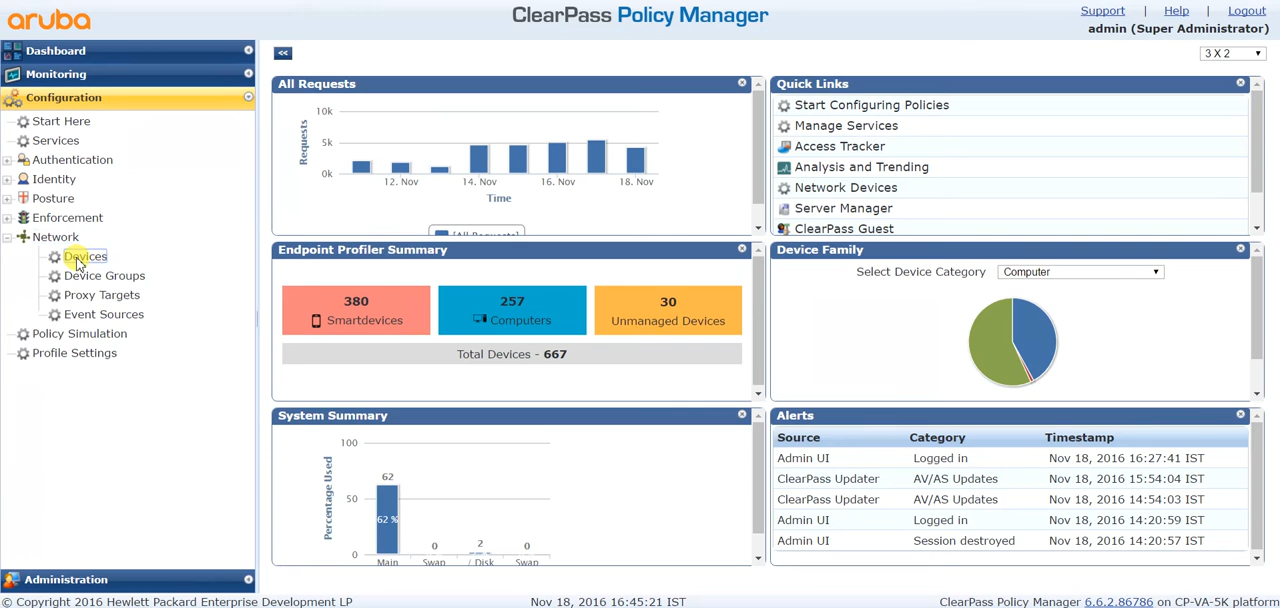 aruba
ClearPass Policy Manager
Support | Help | Logout
admin (Super Administrator)
Dashboard
Monitoring
Configuration
Start Here
Services
Authentication
Identity
Posture
Enforcement
Network
Devices
Device Groups
Proxy Targets
Event Sources
Policy Simulation
Profile Settings
Administration
<<
3 X 2
All Requests
10k
5k
0k
Requests
12. Nov 14. Nov 16. Nov 18. Nov
Time
[All Requests]
Quick Links
Start Configuring Policies
Manage Services
Access Tracker
Analysis and Trending
Network Devices
Server Manager
ClearPass Guest
Endpoint Profiler Summary
380
Smartdevices
257
Computers
30
Unmanaged Devices
Total Devices - 667
Device Family
Select Device Category Computer
System Summary
100
50
0
Percentage Used
62
62 %
0
2
0
Main Swap / Disk Swap
Alerts
Source Category Timestamp
Admin UI Logged in Nov 18, 2016 16:27:41 IST
ClearPass Updater AV/AS Updates Nov 18, 2016 15:54:04 IST
ClearPass Updater AV/AS Updates Nov 18, 2016 14:54:03 IST
Admin UI Logged in Nov 18, 2016 14:20:59 IST
Admin UI Session destroyed Nov 18, 2016 14:20:57 IST
© Copyright 2016 Hewlett Packard Enterprise Development LP Nov 18, 2016 16:45:21 IST ClearPass Policy Manager 6.6.2.86786 on CP-VA-5K platform